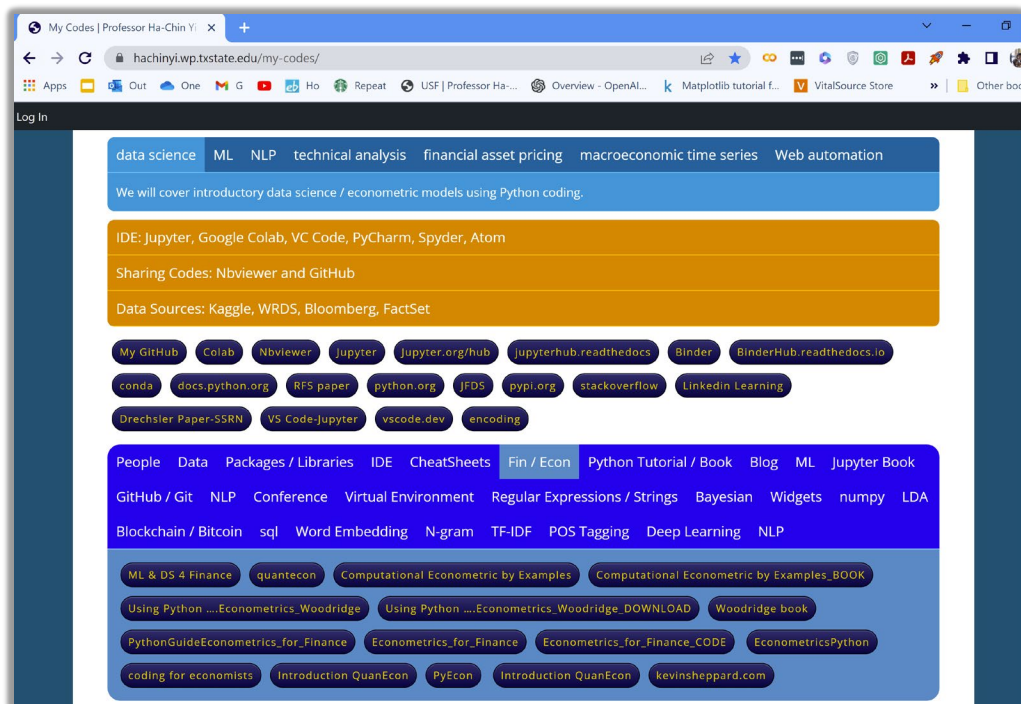 My Codes | Professor Ha-Chin Yi
hachinyi.wp.txstate.edu/my-codes/
Apps Out One G Ho Repeat USF | Professor Ha-... Overview - OpenAI... Matplotlib tutorial f... VitalSource Store » Other boo
Log In
data science ML NLP technical analysis financial asset pricing macroeconomic time series Web automation
We will cover introductory data science / econometric models using Python coding.
IDE: Jupyter, Google Colab, VC Code, PyCharm, Spyder, Atom
Sharing Codes: Nbviewer and GitHub
Data Sources: Kaggle, WRDS, Bloomberg, FactSet
My GitHub Colab Nbviewer Jupyter Jupyter.org/hub jupyterhub.readthedocs Binder BinderHub.readthedocs.io
conda docs.python.org RFS paper python.org JFDS pypi.org stackoverflow Linkedin Learning
Drechsler Paper-SSRN VS Code-Jupyter vscode.dev encoding
People Data Packages / Libraries IDE CheatSheets Fin / Econ Python Tutorial / Book Blog ML Jupyter Book
GitHub / Git NLP Conference Virtual Environment Regular Expressions / Strings Bayesian Widgets numpy LDA
Blockchain / Bitcoin sql Word Embedding N-gram TF-IDF POS Tagging Deep Learning NLP
ML & DS 4 Finance quantecon Computational Econometric by Examples Computational Econometric by Examples_BOOK
Using Python ....Econometrics_Woodridge Using Python ....Econometrics_Woodridge_DOWNLOAD Woodridge book
PythonGuideEconometrics_for_Finance Econometrics_for_Finance Econometrics_for_Finance_CODE EconometricsPython
coding for economists Introduction QuanEcon PyEcon Introduction QuanEcon kevinsheppard.com